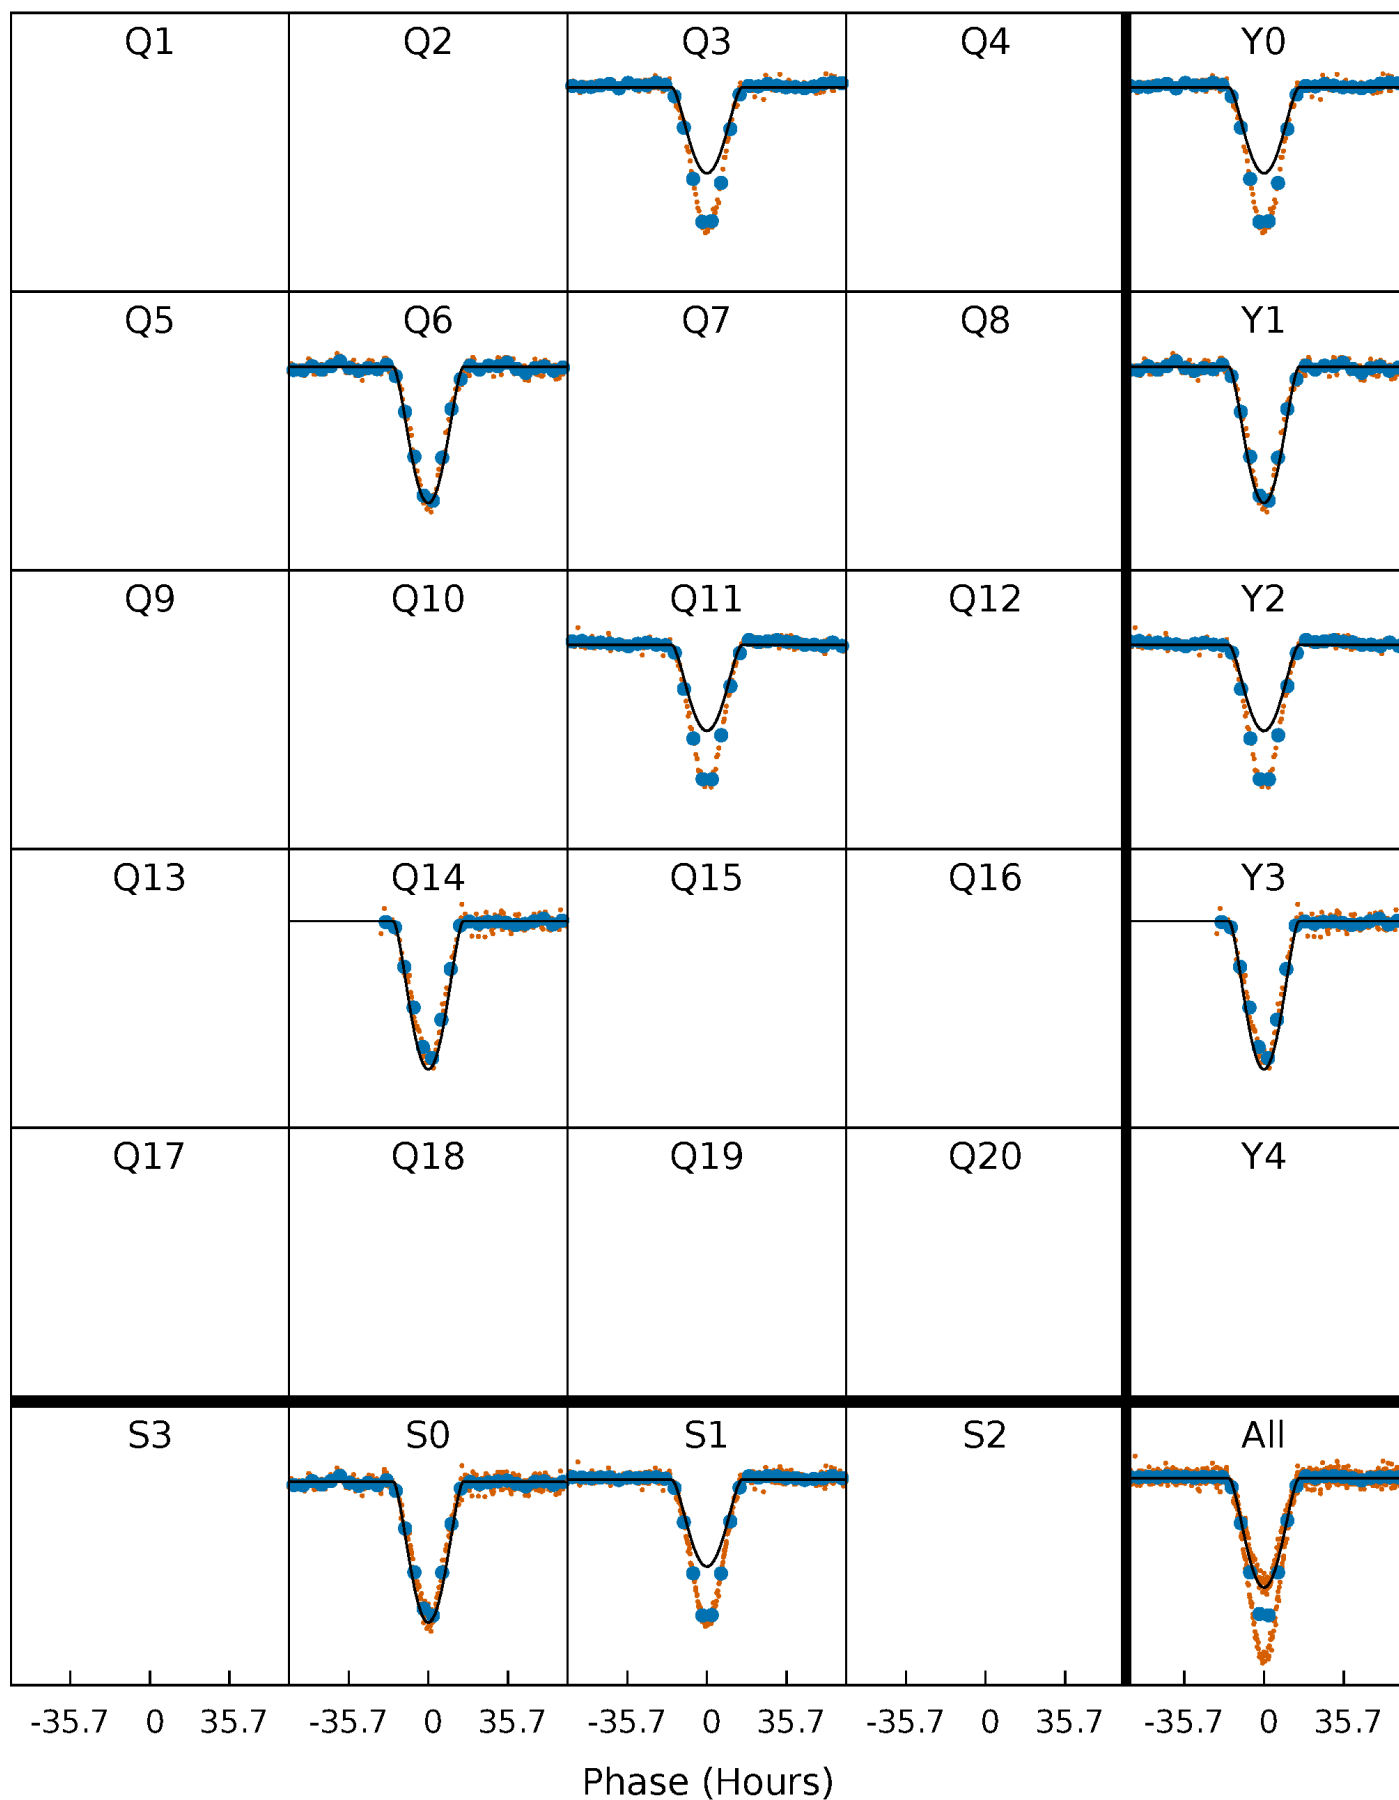 Q1 Q2 Q3 Q4 Y0
Q5 Q6 Q7 Q8 Y1
Q9 Q10 Q11 Q12 Y2
Q13 Q14 Q15 Q16 Y3
Q17 Q18 Q19 Q20 Y4
S3 S0 S1 S2 All
-35.7 0 35.7 -35.7 0 35.7 -35.7 0 35.7 -35.7 0 35.7 -35.7 0 35.7
Phase (Hours)